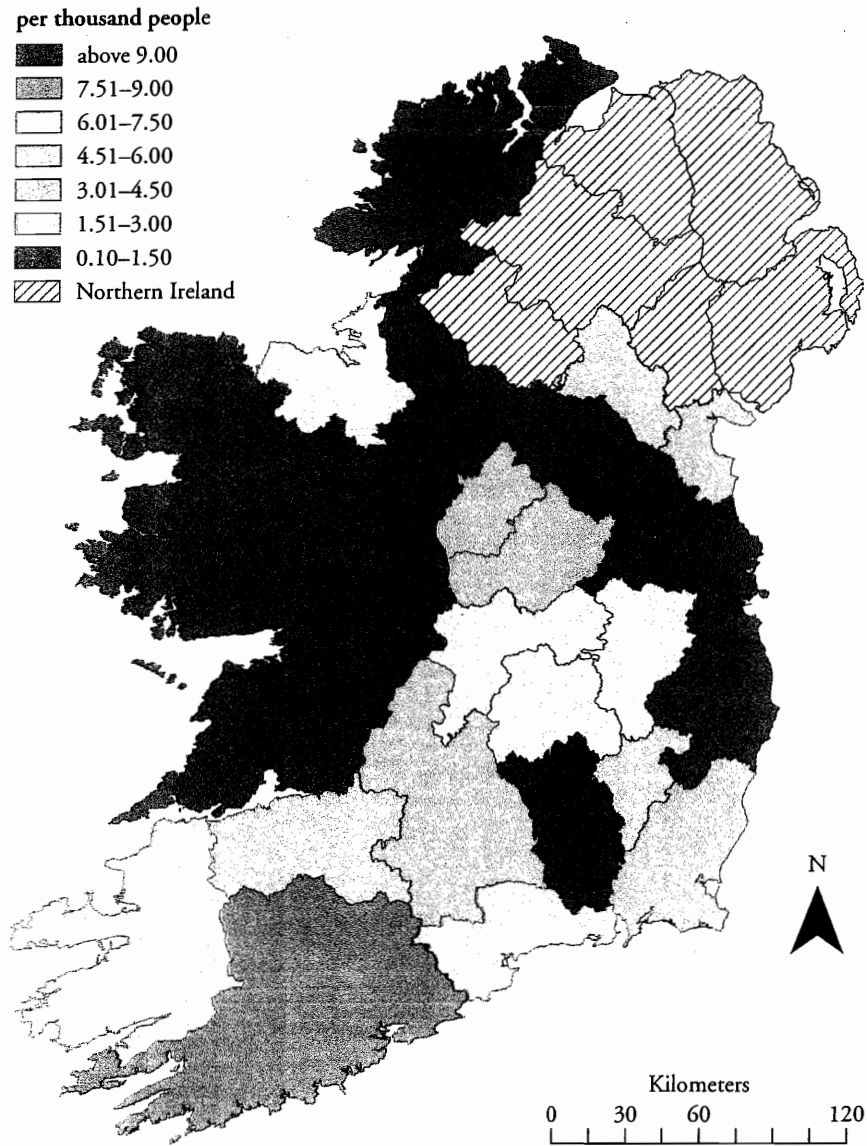 per thousand people
above 9.00
7.51–9.00
6.01–7.50
4.51–6.00
3.01–4.50
1.51–3.00
0.10–1.50
Northern Ireland
N
Kilometers
0 30 60 120